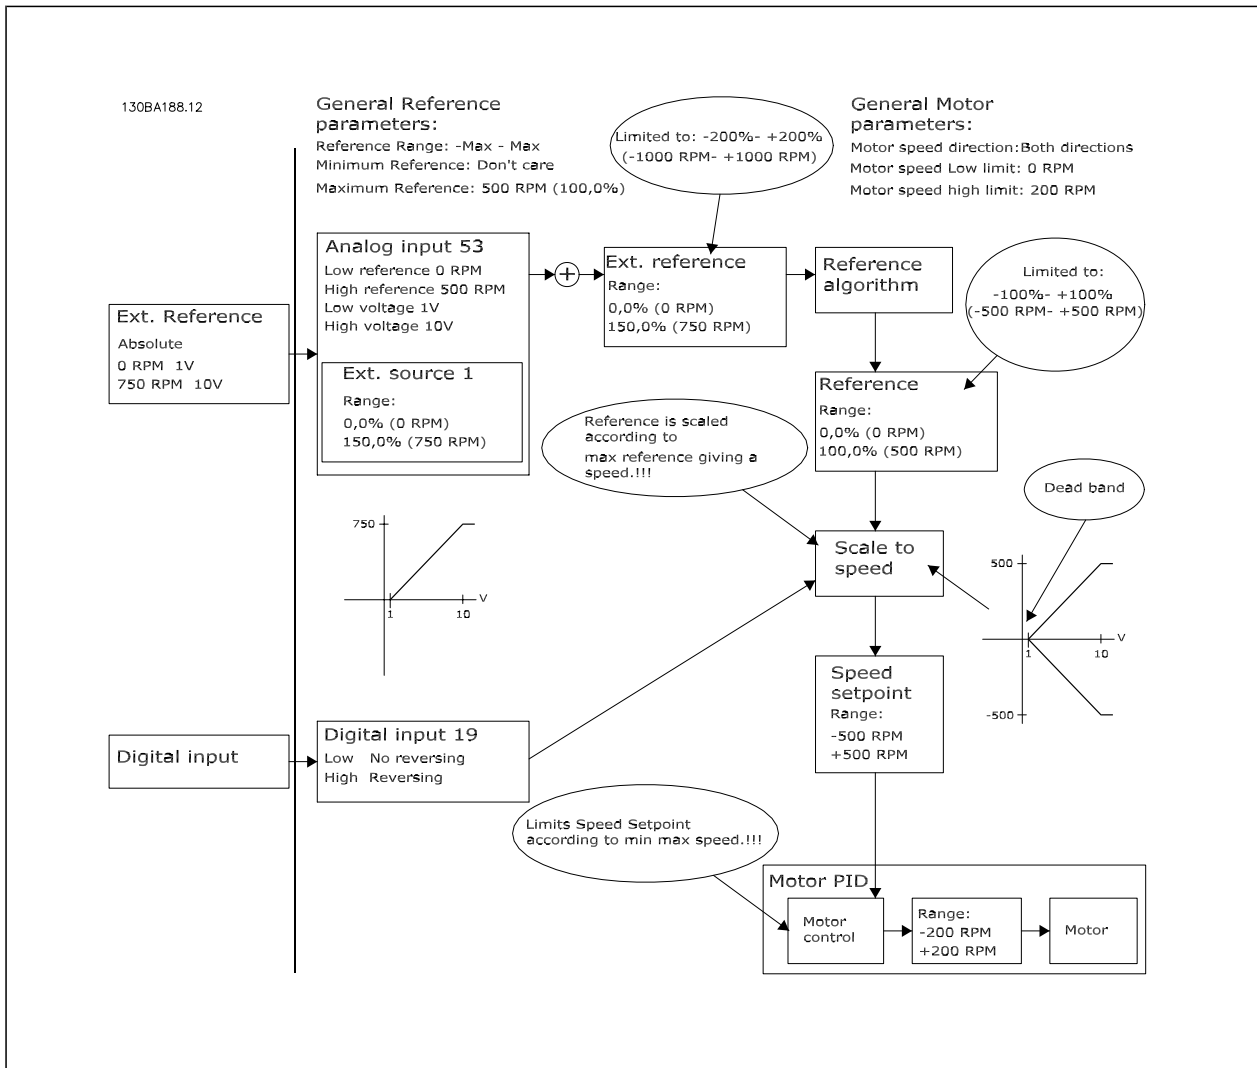 130BA188.12
General Reference
parameters:
Reference Range: -Max - Max
Minimum Reference: Don't care
Maximum Reference: 500 RPM (100,0%)
Limited to: -200%- +200%
(-1000 RPM- +1000 RPM)
General Motor
parameters:
Motor speed direction:Both directions
Motor speed Low limit: 0 RPM
Motor speed high limit: 200 RPM
Ext. Reference
Absolute
0 RPM 1V
750 RPM 10V
Analog input 53
Low reference 0 RPM
High reference 500 RPM
Low voltage 1V
High voltage 10V
Ext. source 1
Range:
0,0% (0 RPM)
150,0% (750 RPM)
+
Ext. reference
Range:
0,0% (0 RPM)
150,0% (750 RPM)
Reference
algorithm
Limited to:
-100%- +100%
(-500 RPM- +500 RPM)
Reference
Range:
0,0% (0 RPM)
100,0% (500 RPM)
Reference is scaled
according to
max reference giving a
speed.!!!
Dead band
750
1
10
V
Scale to
speed
500
V
1
10
-500
Speed
setpoint
Range:
-500 RPM
+500 RPM
Digital input
Digital input 19
Low No reversing
High Reversing
Limits Speed Setpoint
according to min max speed.!!!
Motor PID
Motor
control
Range:
-200 RPM
+200 RPM
Motor